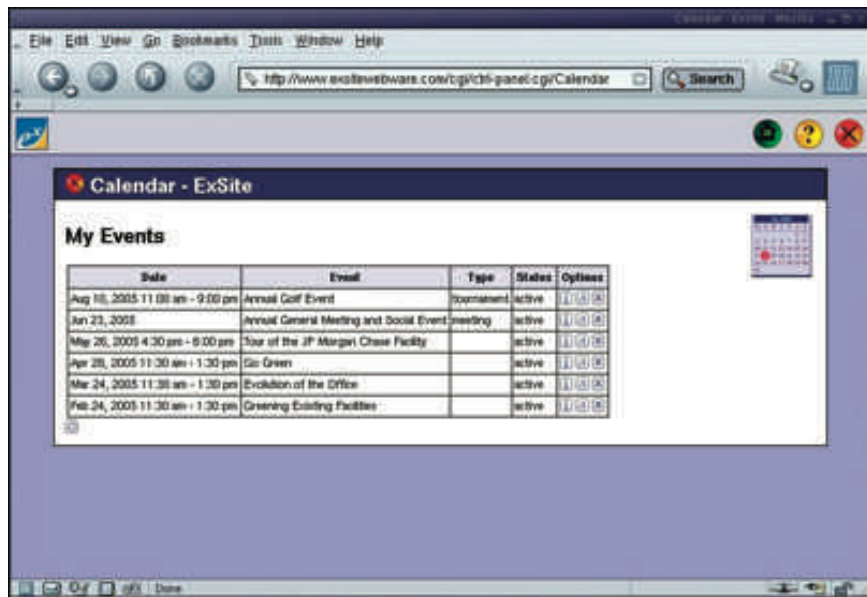 Calendar - ExSite - Mozilla
File Edit View Go Bookmarks Tools Window Help
http://www.exsitewebware.com/cgi/ctrl-panel.cgi/Calendar Search
ex
Calendar - ExSite
My Events
Date Event Type Status Options
Aug 10, 2005 11:00 am - 9:00 pm Annual Golf Event tournament active
Jun 23, 2005 Annual General Meeting and Social Event meeting active
May 26, 2005 4:30 pm - 6:00 pm Tour of the JP Morgan Chase Facility active
Apr 28, 2005 11:30 am - 1:30 pm Go Green active
Mar 24, 2005 11:30 am - 1:30 pm Evolution of the Office active
Feb 24, 2005 11:30 am - 1:30 pm Greening Existing Facilities active
Done